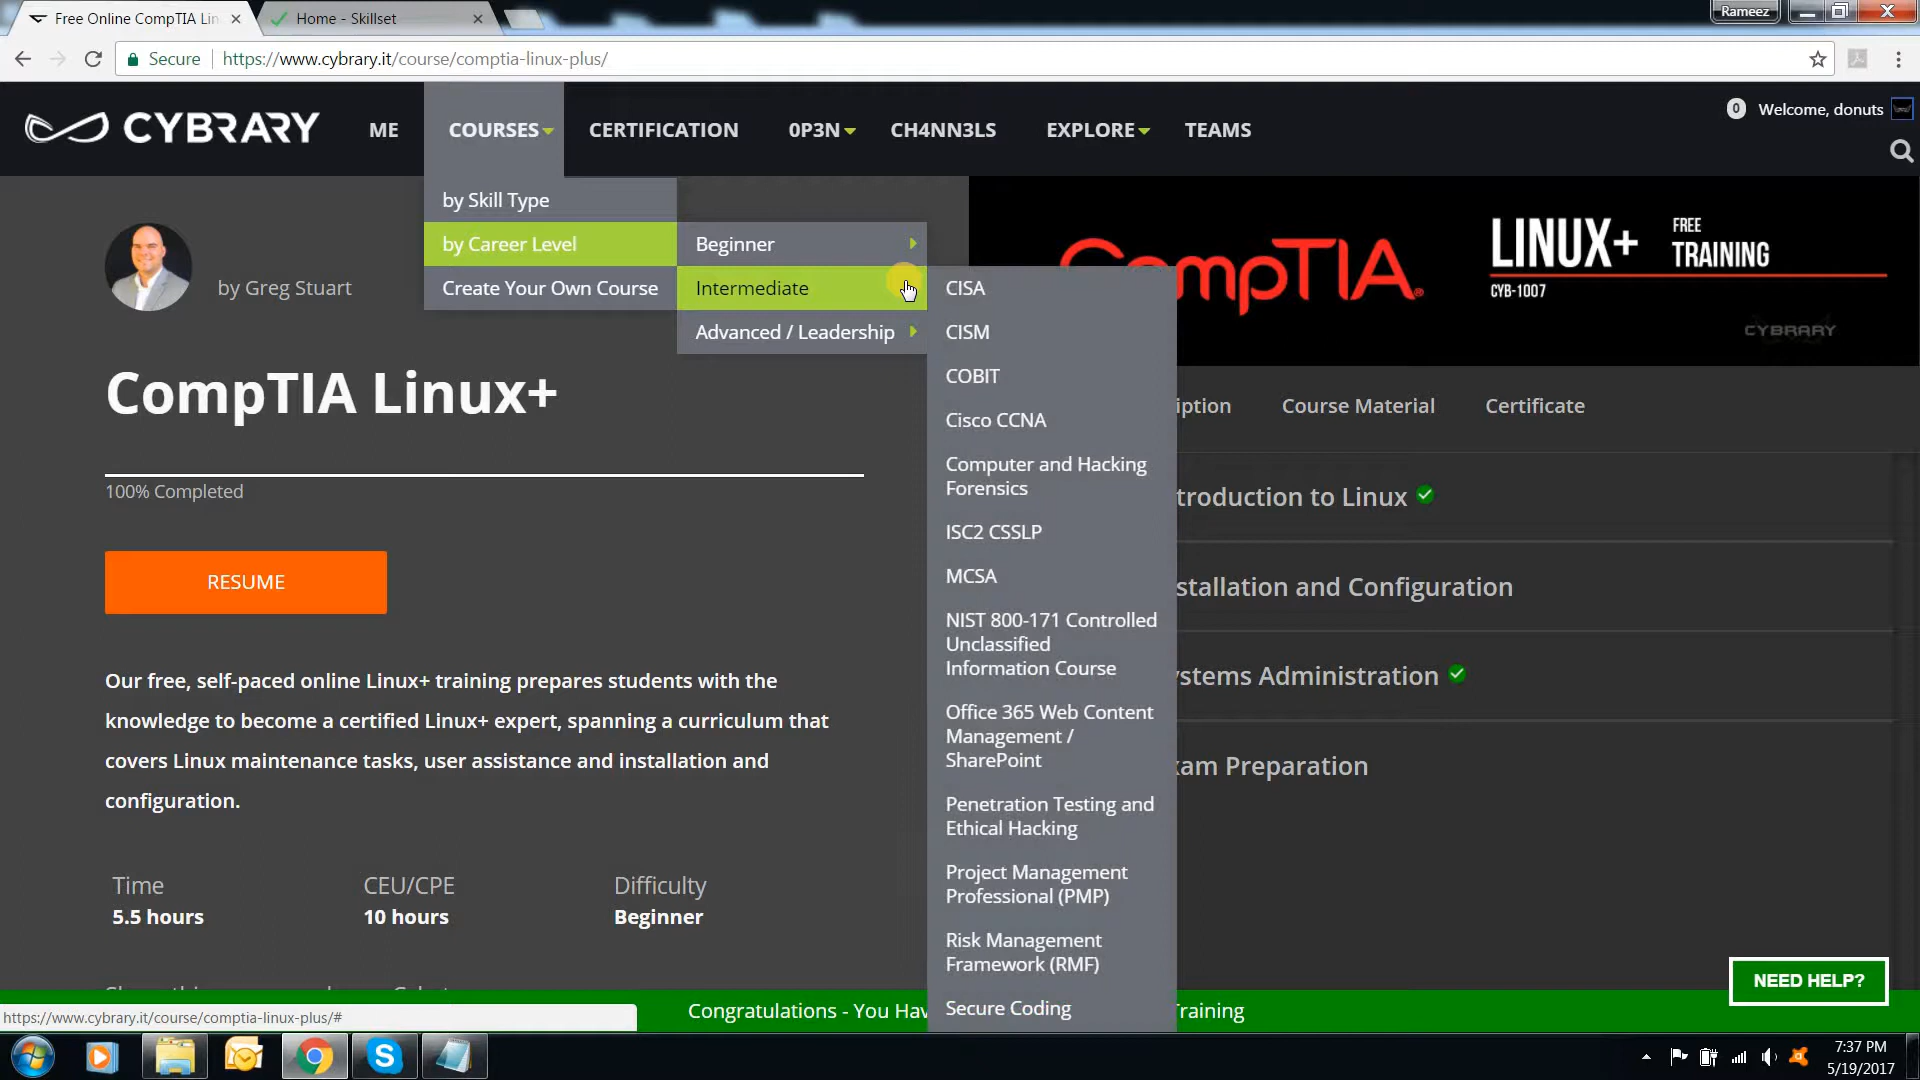 Free Online CompTIA Lin
Home - Skillset
Rameez
Secure
https://www.cybrary.it/course/comptia-linux-plus/
CYBRARY
ME
COURSES
CERTIFICATION
0P3N
CH4NN3LS
EXPLORE
TEAMS
0
Welcome, donuts
by Skill Type
by Career Level
Create Your Own Course
Beginner
Intermediate
Advanced / Leadership
CISA
CISM
COBIT
Cisco CCNA
Computer and Hacking
Forensics
ISC2 CSSLP
MCSA
NIST 800-171 Controlled
Unclassified
Information Course
Office 365 Web Content
Management /
SharePoint
Penetration Testing and
Ethical Hacking
Project Management
Professional (PMP)
Risk Management
Framework (RMF)
Secure Coding
by Greg Stuart
CompTIA Linux+
100% Completed
RESUME
Our free, self-paced online Linux+ training prepares students with the
knowledge to become a certified Linux+ expert, spanning a curriculum that
covers Linux maintenance tasks, user assistance and installation and
configuration.
Time
5.5 hours
CEU/CPE
10 hours
Difficulty
Beginner
CompTIA.
LINUX+
FREE
TRAINING
CYB-1007
CYBRARY
iption
Course Material
Certificate
troduction to Linux
stallation and Configuration
ystems Administration
xam Preparation
NEED HELP?
Congratulations - You Hav
Training
https://www.cybrary.it/course/comptia-linux-plus/#
7:37 PM
5/19/2017